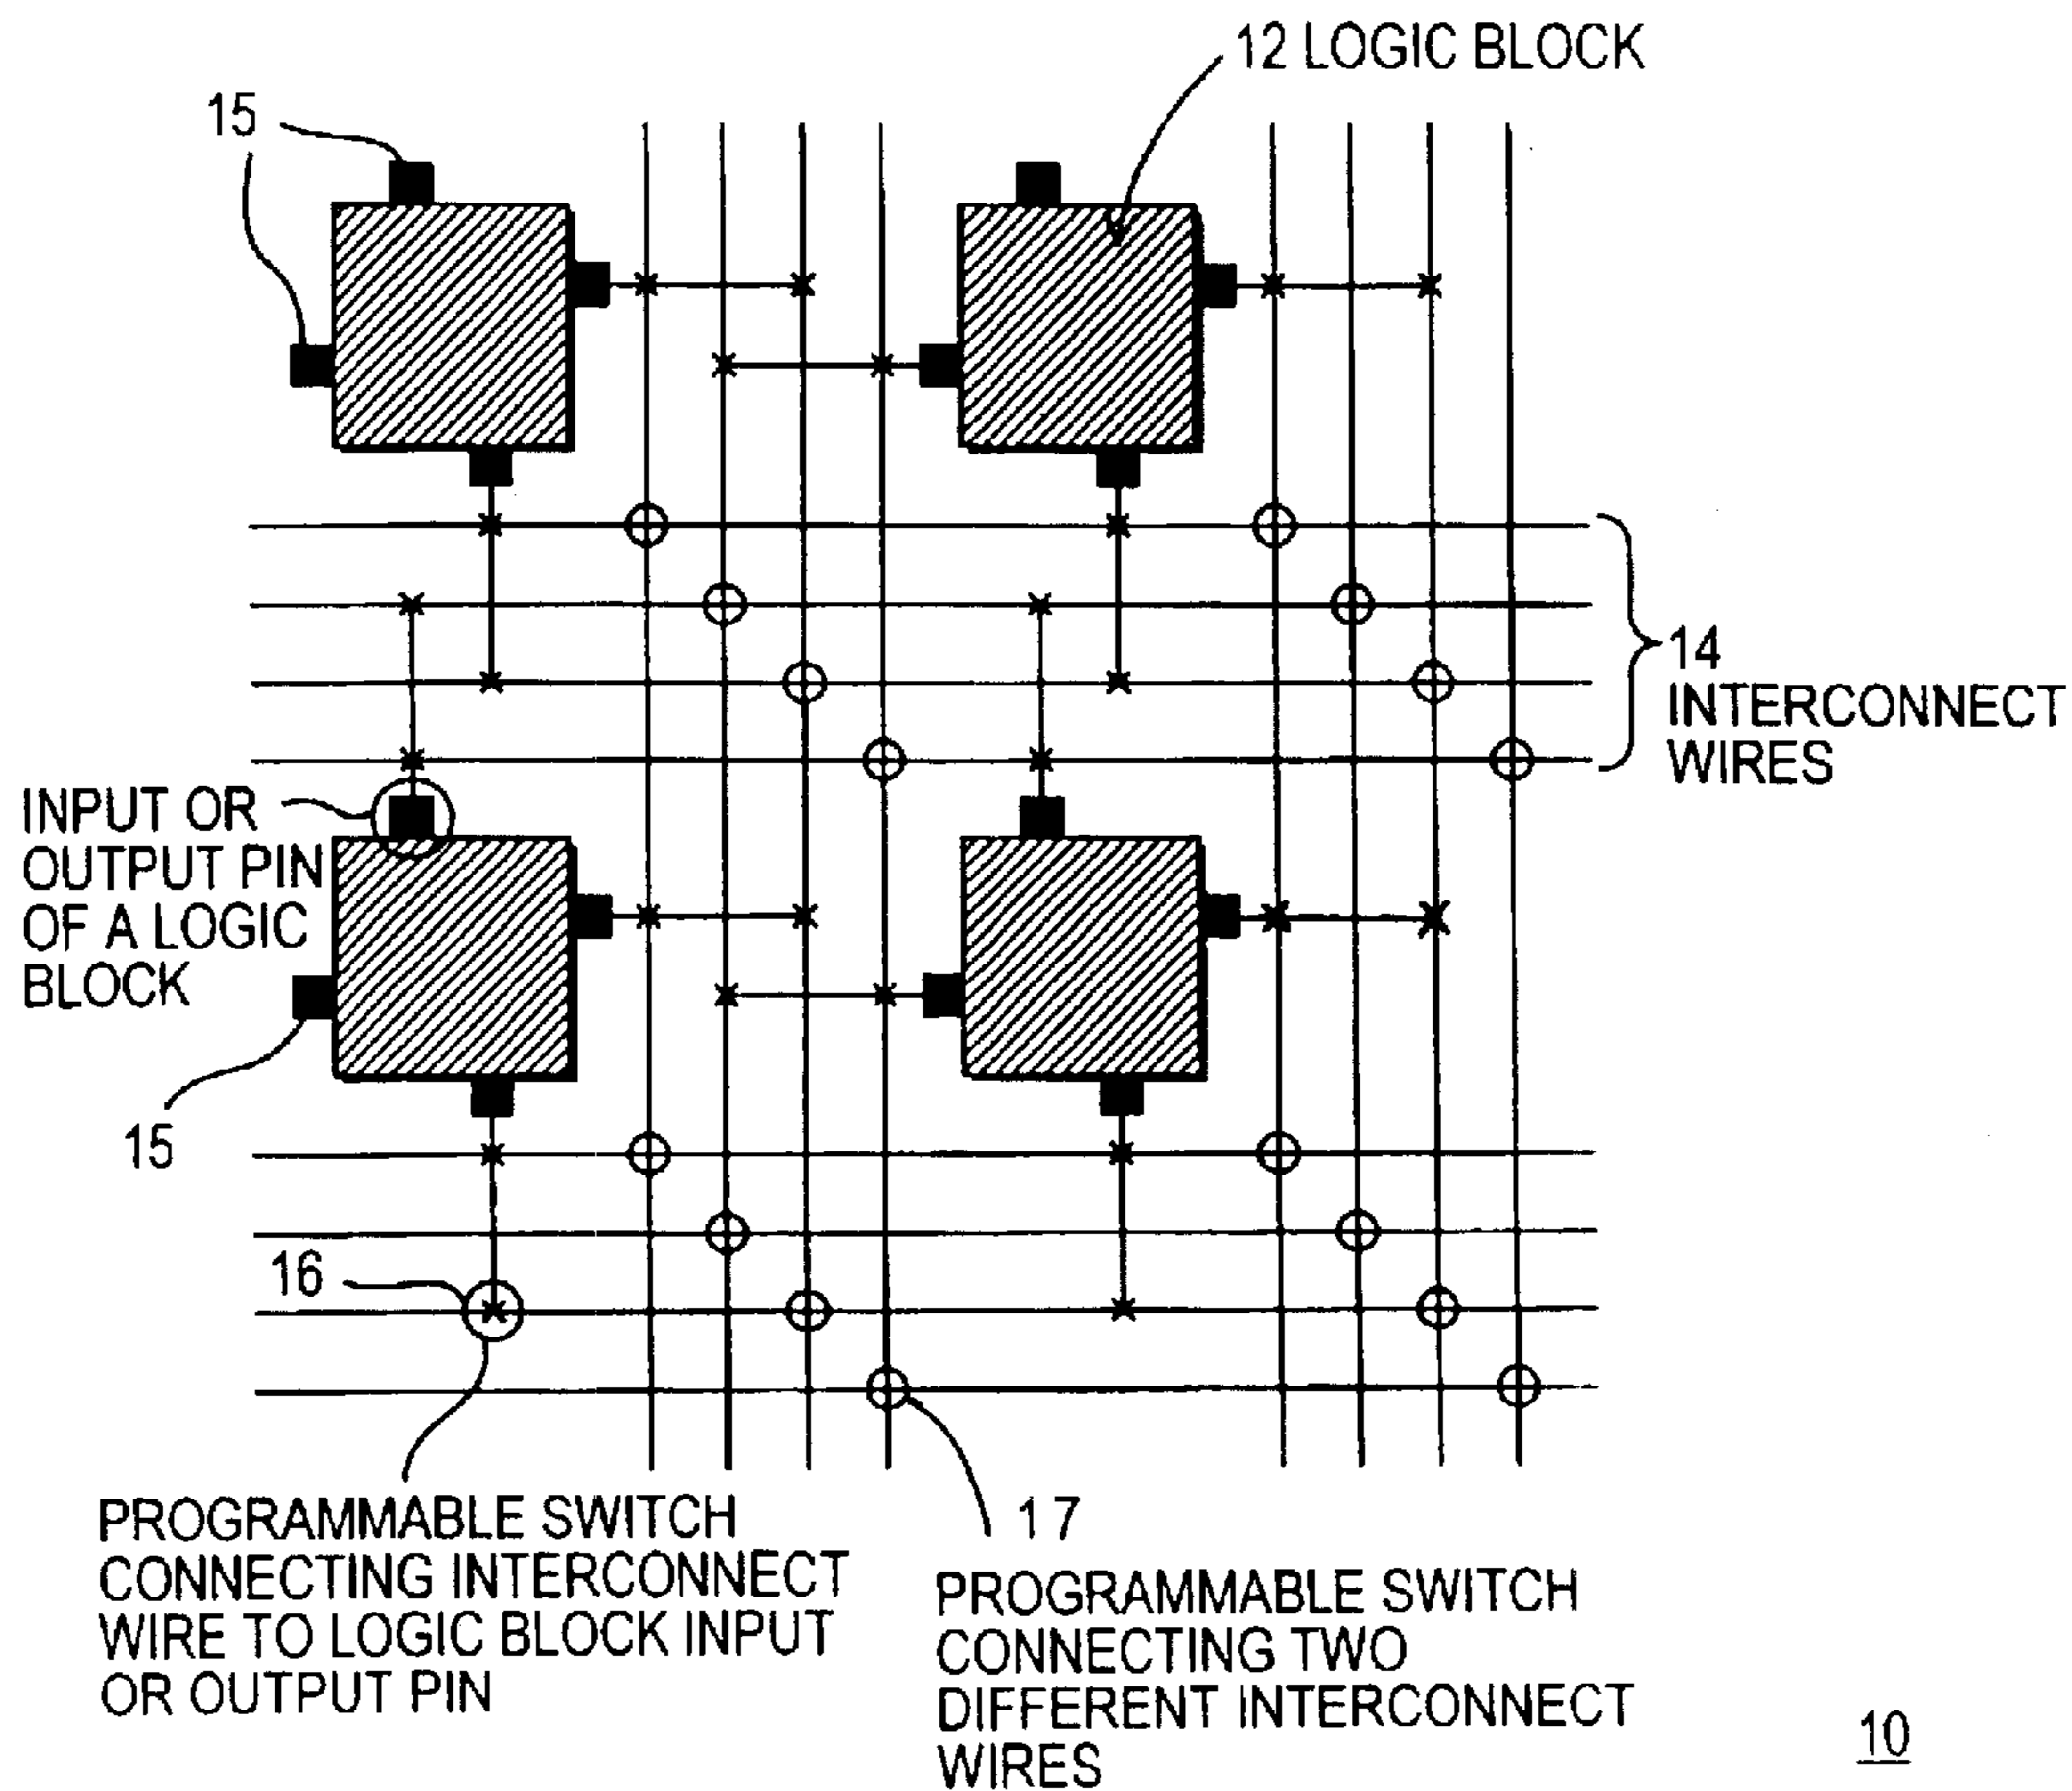 12 LOGIC BLOCK
15
14
INTERCONNECT
WIRES
INPUT OR
OUTPUT PIN
OF A LOGIC
BLOCK
15
16
PROGRAMMABLE SWITCH
CONNECTING INTERCONNECT
WIRE TO LOGIC BLOCK INPUT
OR OUTPUT PIN
17
PROGRAMMABLE SWITCH
CONNECTING TWO
DIFFERENT INTERCONNECT
WIRES
10